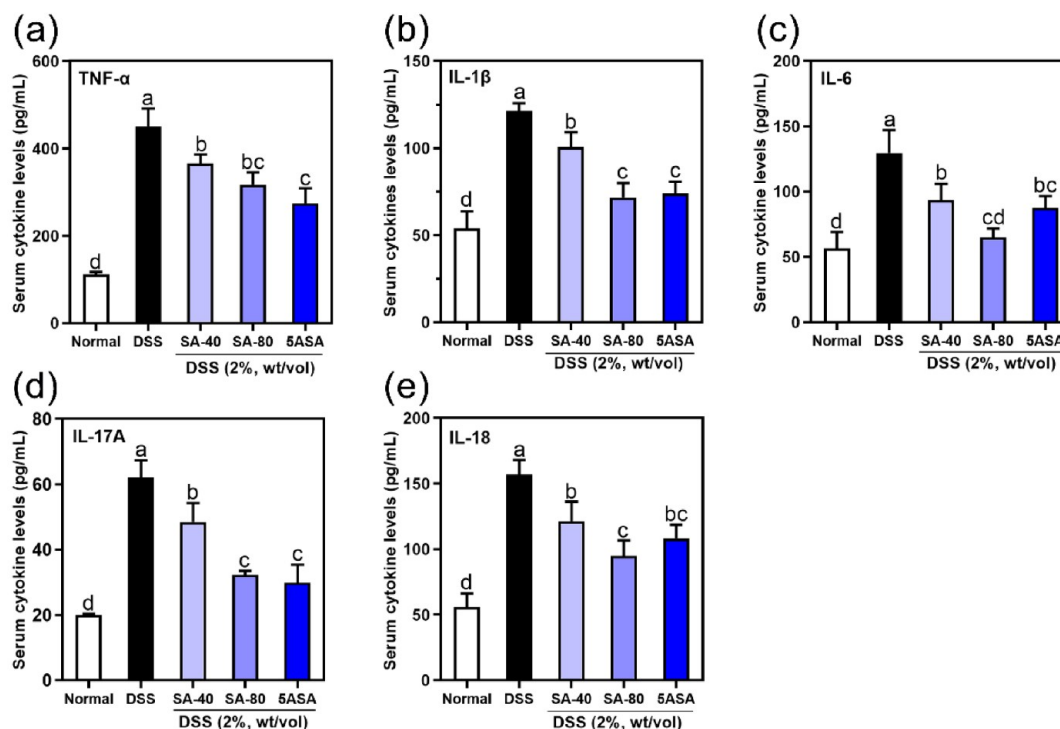 (a)
TNF-α
Serum cytokine levels (pg/mL)
600
400
200
0
a
b
bc
c
d
Normal DSS SA-40 SA-80 5ASA
DSS (2%, wt/vol)
(b)
IL-1β
Serum cytokines levels (pg/mL)
150
100
50
0
a
b
c
c
d
Normal DSS SA-40 SA-80 5ASA
DSS (2%, wt/vol)
(c)
IL-6
Serum cytokine levels (pg/mL)
200
150
100
50
0
a
b
bc
cd
d
Normal DSS SA-40 SA-80 5ASA
DSS (2%, wt/vol)
(d)
IL-17A
Serum cytokine levels (pg/mL)
80
60
40
20
0
a
b
c
c
d
Normal DSS SA-40 SA-80 5ASA
DSS (2%, wt/vol)
(e)
IL-18
Serum cytokine levels (pg/mL)
200
150
100
50
0
a
b
bc
c
d
Normal DSS SA-40 SA-80 5ASA
DSS (2%, wt/vol)